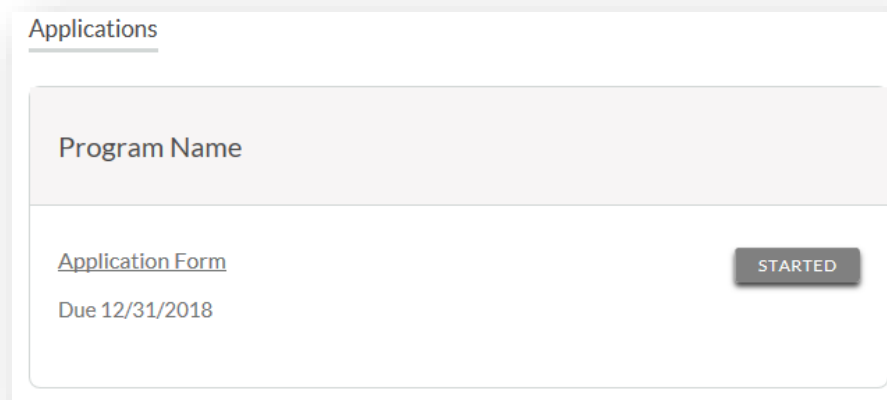 Applications
Program Name
Application Form
STARTED
Due 12/31/2018